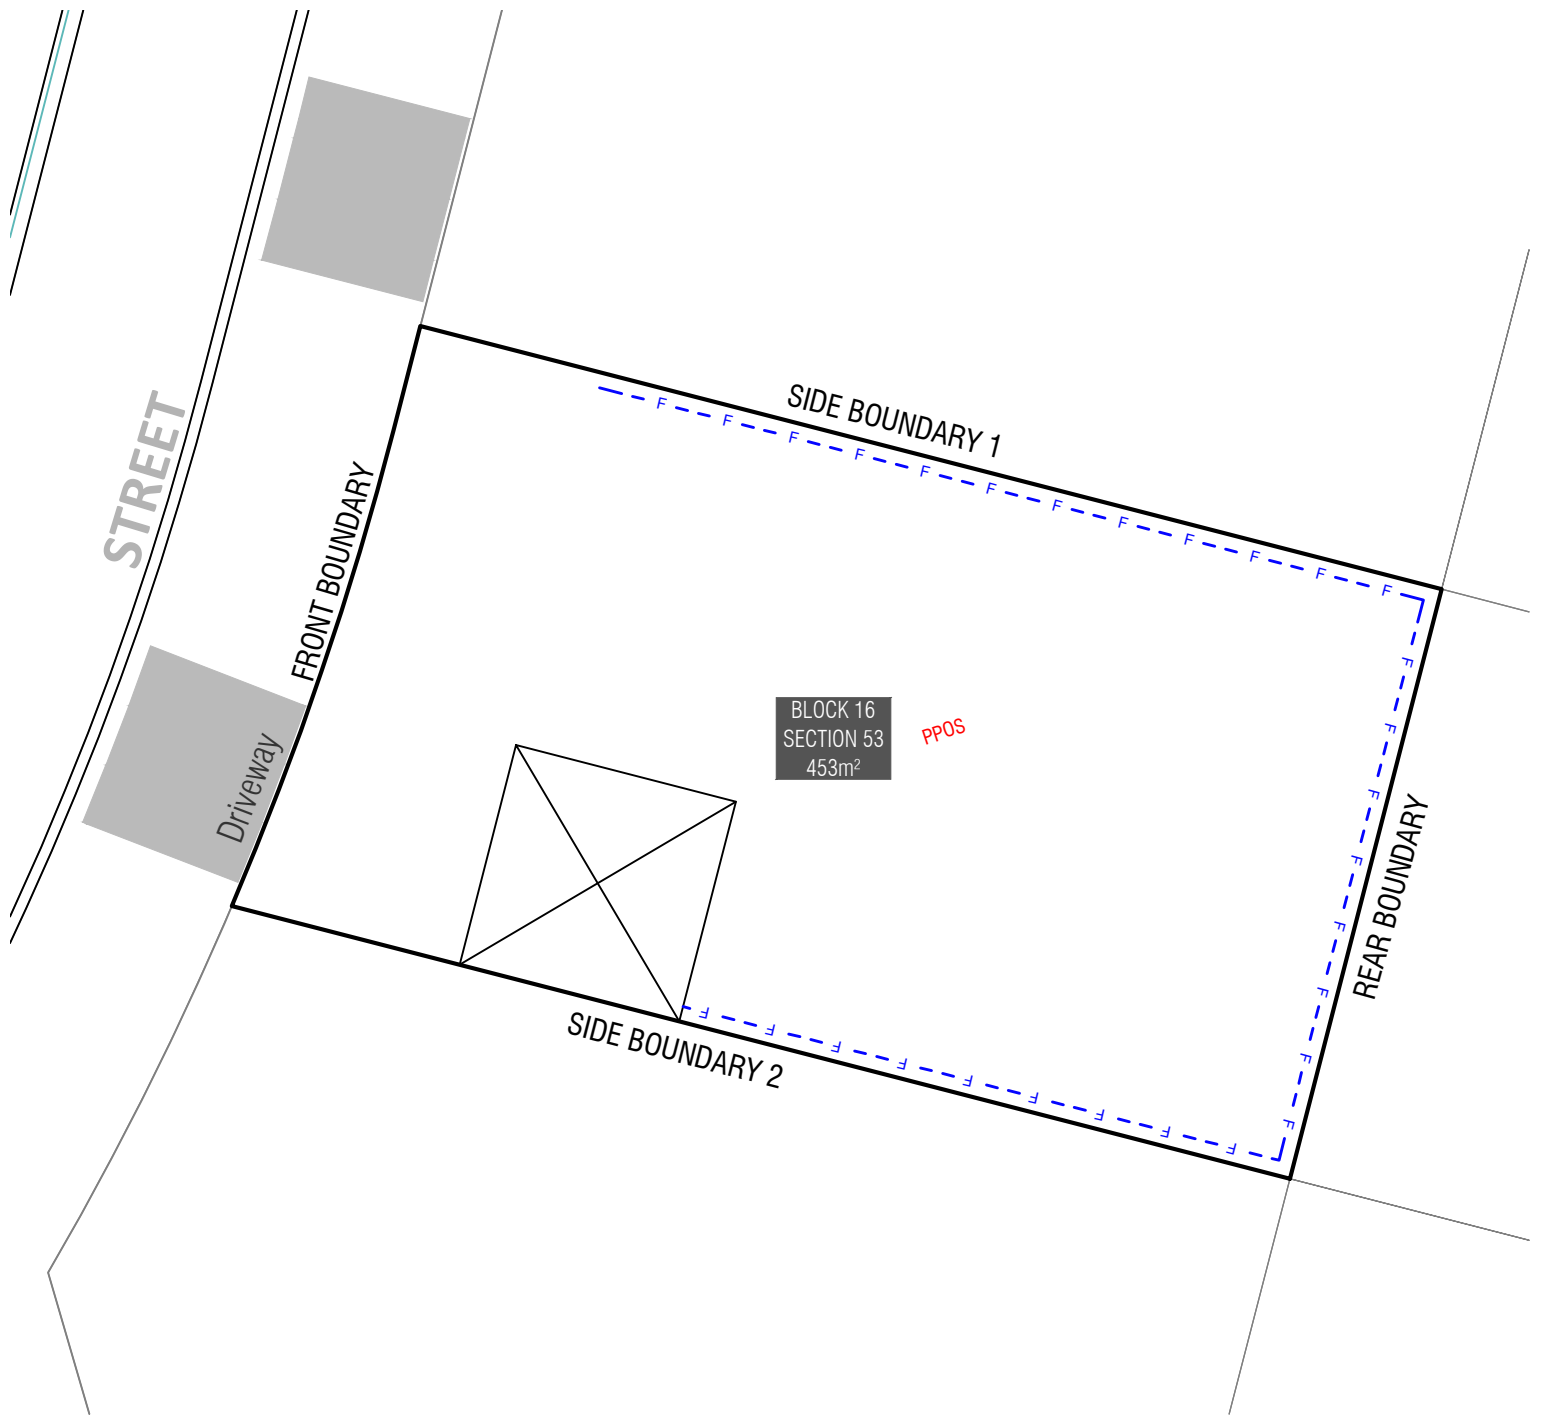 SIDE BOUNDARY 1
F F F F F F F F F F F F
STREET
FRONT BOUNDARY
Driveway
BLOCK 16
SECTION 53
453m²
PPOS
F F F F F F F F
REAR BOUNDARY
F F F F F F F F F
SIDE BOUNDARY 2